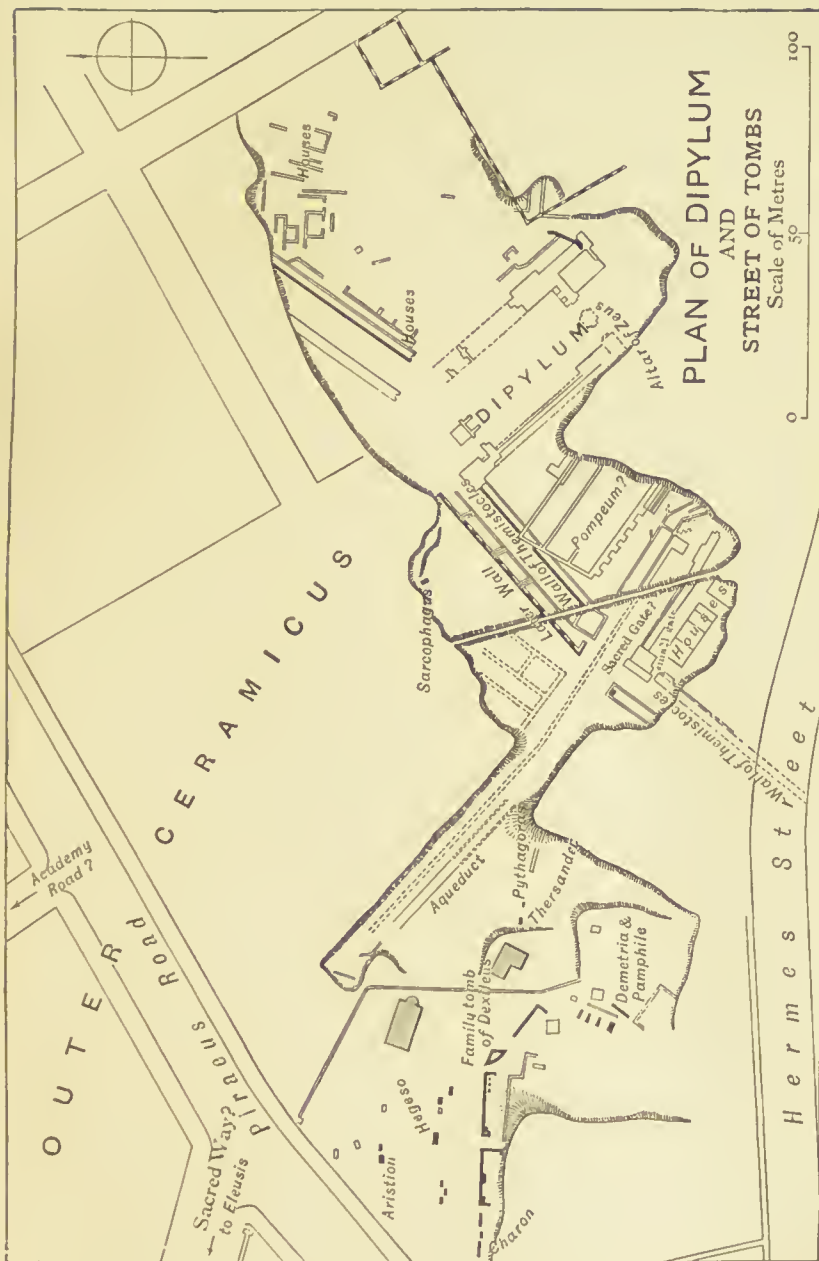 PLAN OF DIPYLUM
AND
STREET OF TOMBS
Scale of Metres
0 50 100
OUTER
CERAMICUS
Academy
Road?
Sacred Way?
to Eleusis
Piraeus Road
Houses
Houses
DIPYLUM
Altar of Zeus
Wall of Themistocles
Later Wall
Pompeum?
Sarcophagus
Sacred Gate?
Houses
Wall of Themistocles
Aqueduct
Pythagoras
Thersander
Family tomb
of Dexileus
Demetria &
Pamphile
Hegeso
Aristion
Charon
Hermes Street